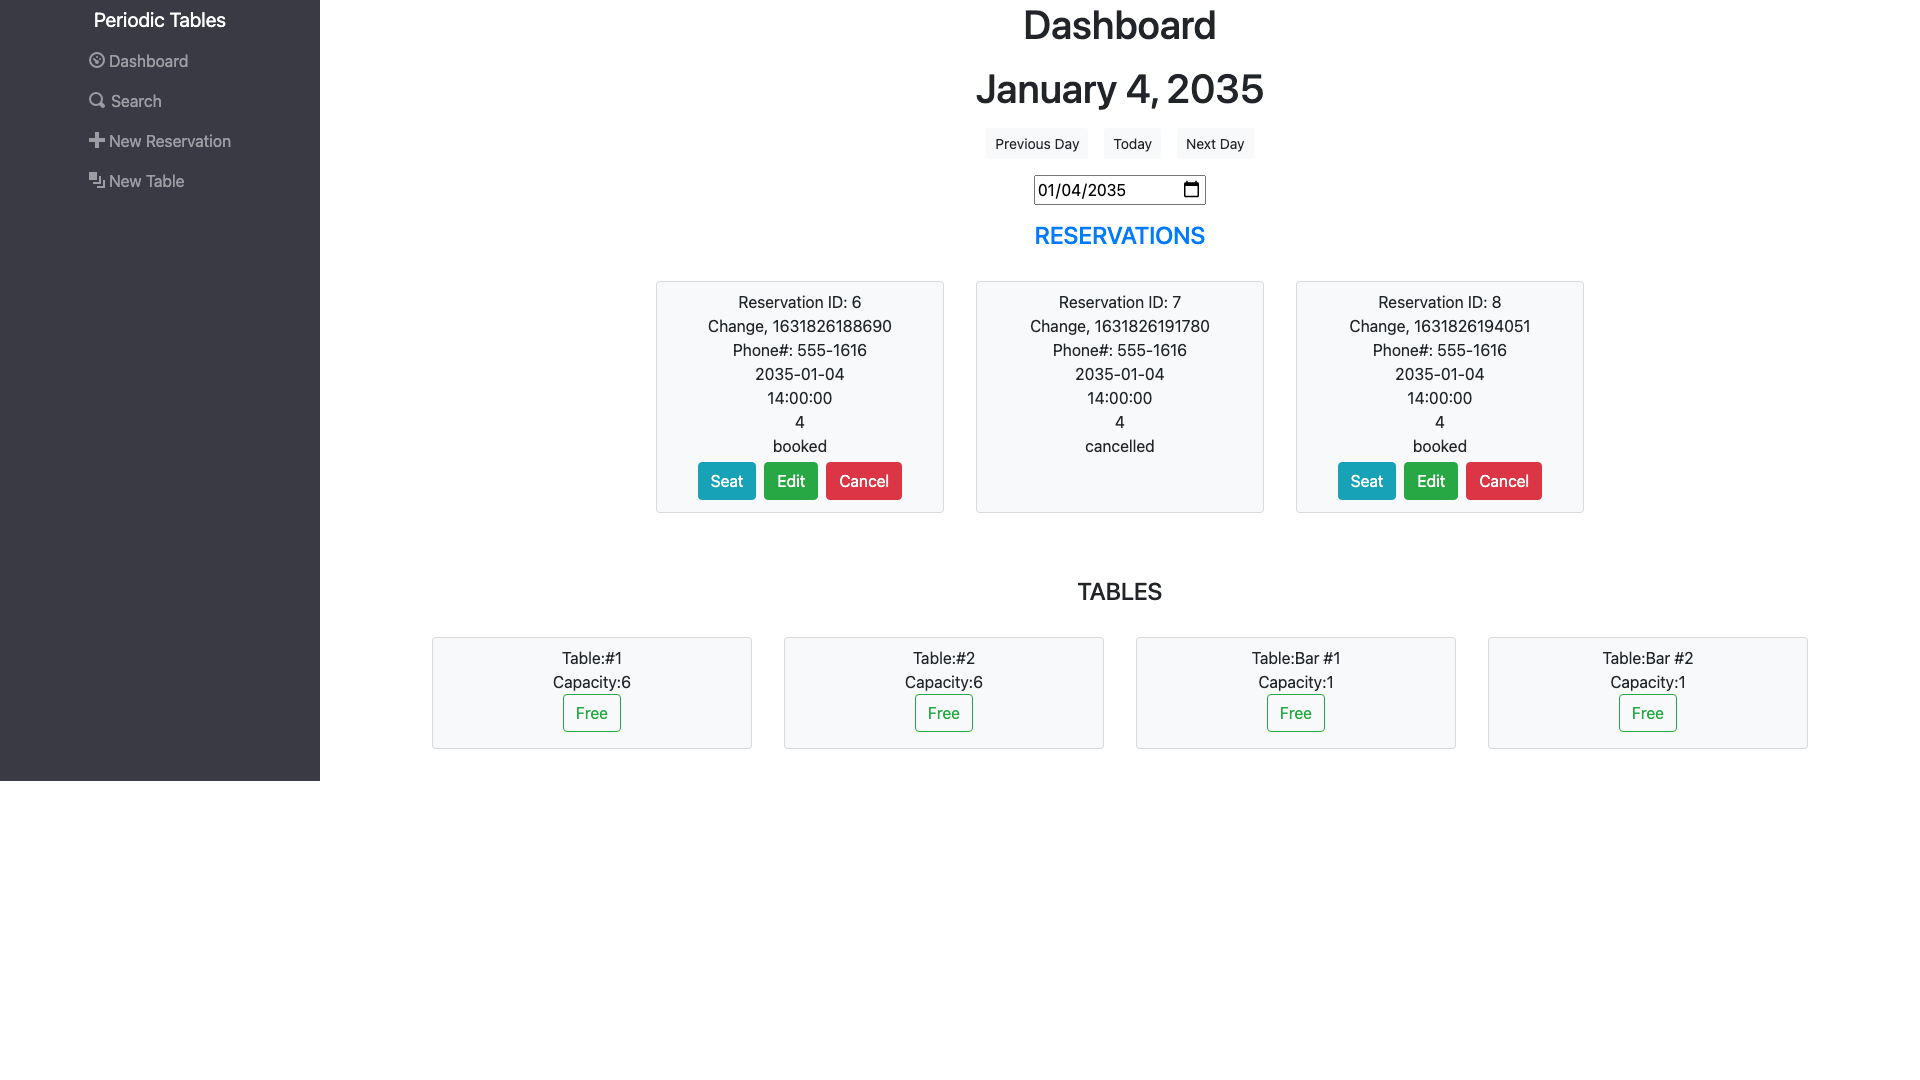 Periodic Tables
Dashboard
Search
New Reservation
New Table
Dashboard
January 4, 2035
Previous Day Today Next Day
01/04/2035
RESERVATIONS
Reservation ID: 6
Change, 1631826188690
Phone#: 555-1616
2035-01-04
14:00:00
4
booked
Seat Edit Cancel
Reservation ID: 7
Change, 1631826191780
Phone#: 555-1616
2035-01-04
14:00:00
4
cancelled
Reservation ID: 8
Change, 1631826194051
Phone#: 555-1616
2035-01-04
14:00:00
4
booked
Seat Edit Cancel
TABLES
Table:#1
Capacity:6
Free
Table:#2
Capacity:6
Free
Table:Bar #1
Capacity:1
Free
Table:Bar #2
Capacity:1
Free